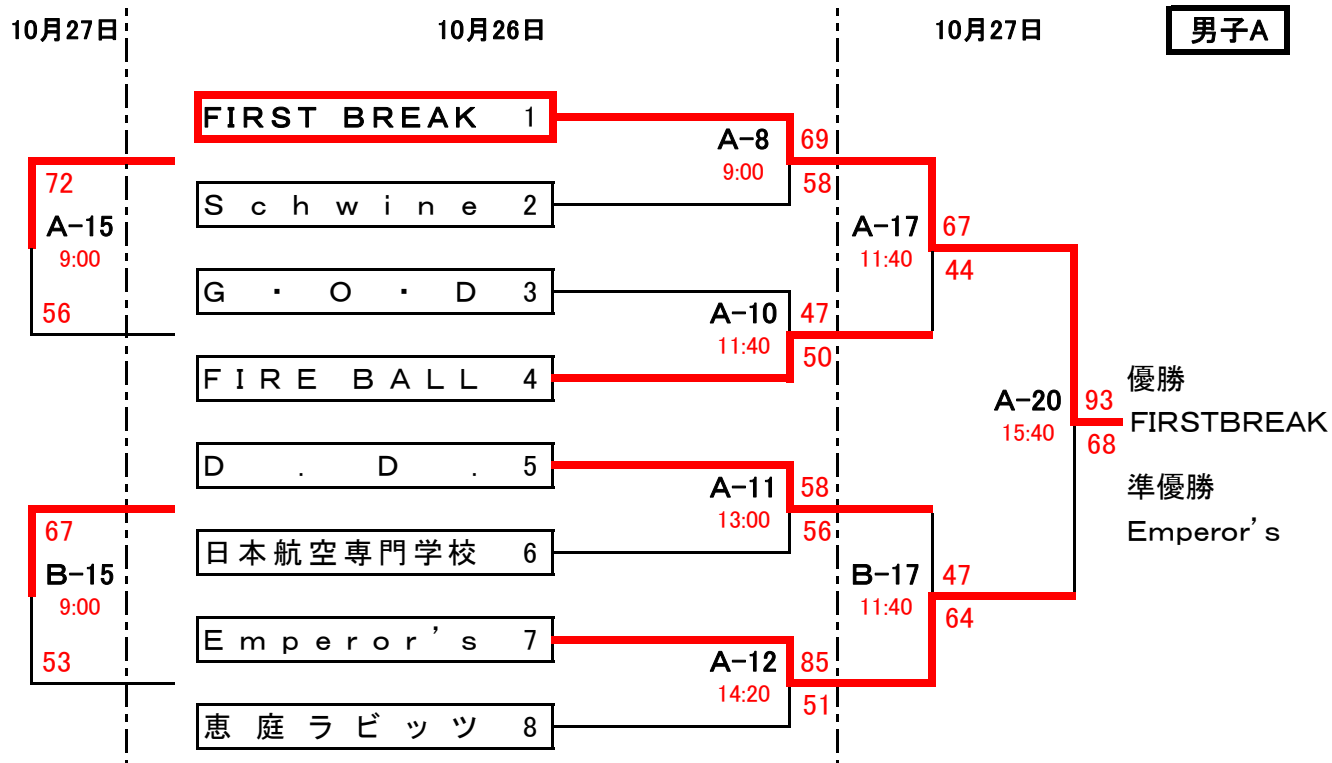 10月27日 10月26日 10月27日 男子A
FIRST BREAK 1
A-8 69
9:00 58
Schwine 2
72
A-15
9:00
56
A-17 67
11:40 44
G・O・D 3
A-10 47
11:40 50
FIRE BALL 4
優勝
A-20 93
15:40 68
FIRSTBREAK
準優勝
Emperor's
D.D. 5
A-11 58
13:00 56
日本航空専門学校 6
67
B-15
9:00
53
B-17 47
11:40 64
Emperor's 7
A-12 85
14:20 51
恵庭ラビッツ 8